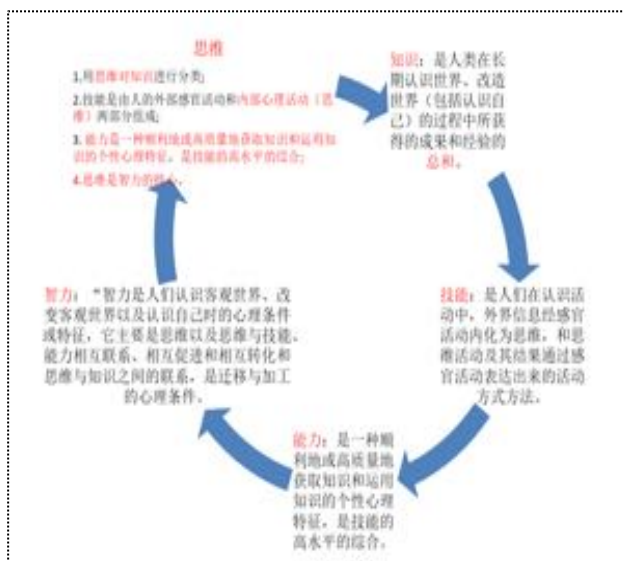 思维
1.用思维对知识进行分类;
2.技能是由人的外部感官活动和内部心理活动（思
维）两部分组成;
3. 能力是一种顺利地或高质量地获取知识和运用知
识的个性心理特征。是技能的高水平的综合;
4.思维是智力的核心。
知识：是人类在长
期认识世界、改造
世界（包括认识自
己）的过程中所获
得的成果和经验的
总和。
技能：是人们在认识活
动中，外界信息经感官
活动内化为思维，和思
维活动及其结果通过感
官活动表达出来的活动
方式方法。
能力：是一种顺
利地或高质量地
获取知识和运用
知识的个性心理
特征，是技能的
高水平的综合。
智力：“智力是人们认识客观世界、改
变客观世界以及认识自己时的心理条件
或特征，它主要是思维以及思维与技能、
能力相互联系、相互促进和相互转化和
思维与知识之间的联系，是迁移与加工
的心理条件。